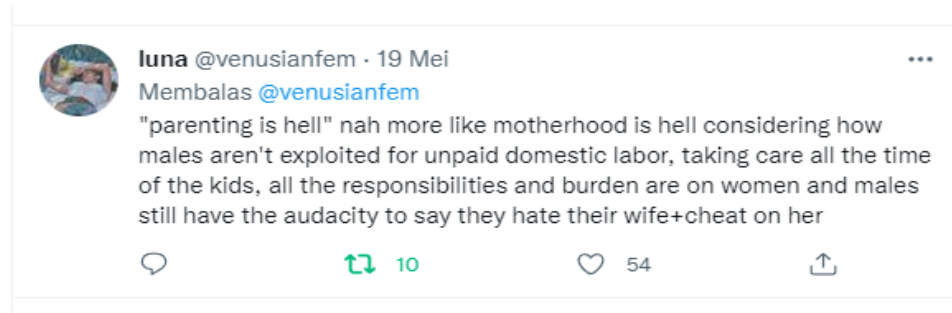 luna @venusianfem · 19 Mei
Membalas @venusianfem
"parenting is hell" nah more like motherhood is hell considering how
males aren't exploited for unpaid domestic labor, taking care all the time
of the kids, all the responsibilities and burden are on women and males
still have the audacity to say they hate their wife+cheat on her
10 54